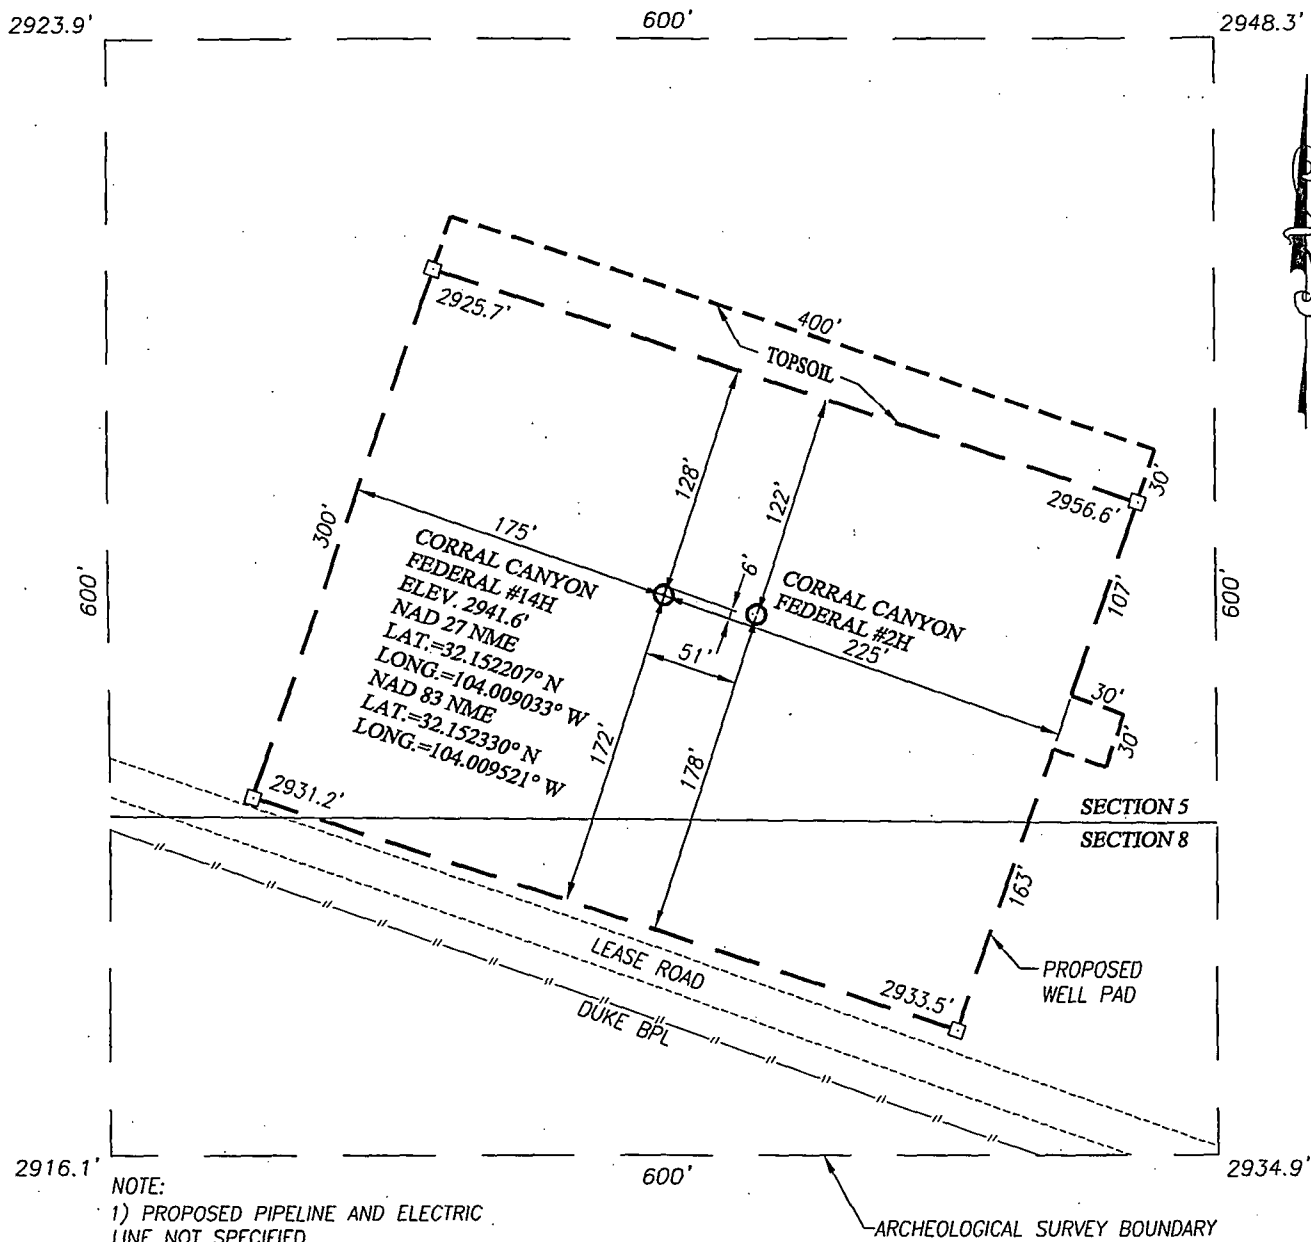 2923.9'
600'
2948.3'
2925.7'
400'
TOPSOIL
30'
2956.6'
128'
122'
300'
175'
6'
107'
600'
600'
CORRAL CANYON
FEDERAL #14H
ELEV. 2941.6'
NAD 27 NME
LAT.=32.152207° N
LONG.=104.009033° W
NAD 83 NME
LAT.=32.152330° N
LONG.=104.009521° W
CORRAL CANYON
FEDERAL #2H
225'
51'
30'
30'
172'
178'
2931.2'
SECTION 5
SECTION 8
163'
LEASE ROAD
DUKE BPL
2933.5'
PROPOSED
WELL PAD
2916.1'
600'
2934.9'
NOTE:
1) PROPOSED PIPELINE AND ELECTRIC
LINE NOT SPECIFIED
ARCHEOLOGICAL SURVEY BOUNDARY